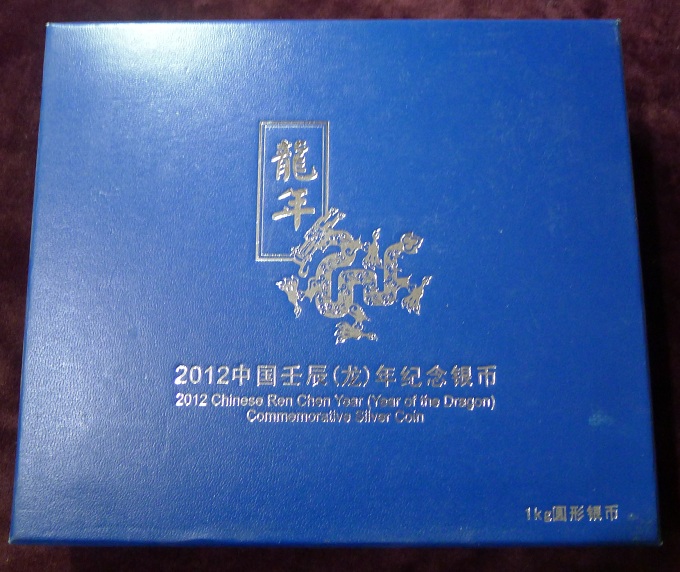 龍年
2012中国壬辰(龙)年纪念银币
2012 Chinese Ren Chen Year (Year of the Dragon)
Commemorative Silver Coin
1kg圆形银币